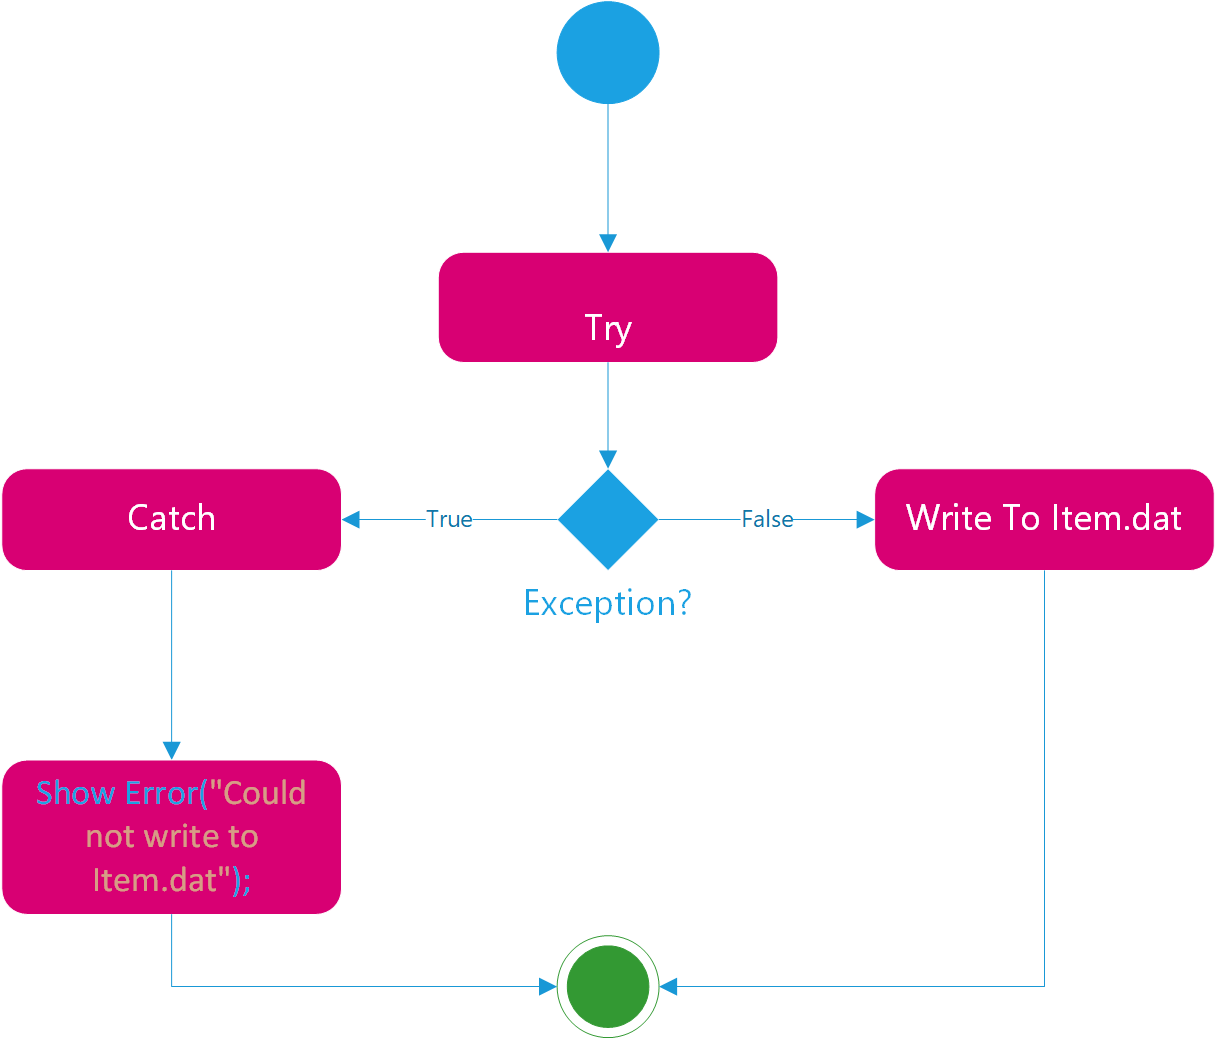 Try
Catch
True
False
Write To Item.dat
Exception?
Show Error("Could
not write to
Item.dat");